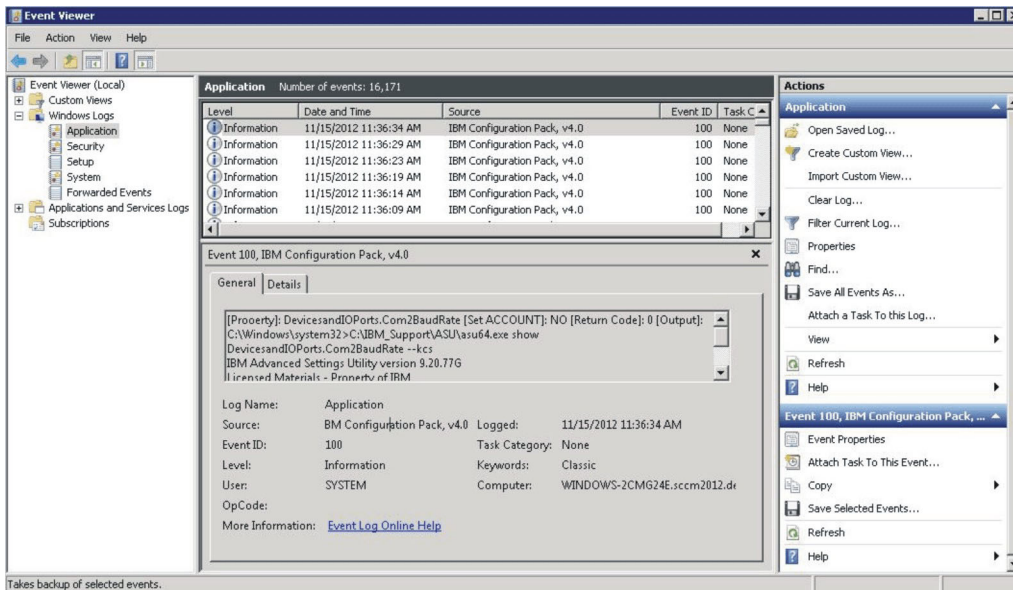 Event Viewer
File Action View Help
Event Viewer (Local)
Custom Views
Windows Logs
Application
Security
Setup
System
Forwarded Events
Applications and Services Logs
Subscriptions
Application Number of events: 16,171
Level Date and Time Source Event ID Task C
Information 11/15/2012 11:36:34 AM IBM Configuration Pack, v4.0 100 None
Information 11/15/2012 11:36:29 AM IBM Configuration Pack, v4.0 100 None
Information 11/15/2012 11:36:23 AM IBM Configuration Pack, v4.0 100 None
Information 11/15/2012 11:36:19 AM IBM Configuration Pack, v4.0 100 None
Information 11/15/2012 11:36:14 AM IBM Configuration Pack, v4.0 100 None
Information 11/15/2012 11:36:09 AM IBM Configuration Pack, v4.0 100 None
Event 100, IBM Configuration Pack, v4.0
General Details
[Prooerty]: DevicesandIOPorts.Com2BaudRate [Set ACCOUNT]: NO [Return Code]: 0 [Output]:
C:\Windows\system32>C:\IBM_Support\ASU\asu64.exe show
DevicesandIOPorts.Com2BaudRate --kcs
IBM Advanced Settings Utility version 9.20.77G
Licensed Materials - Property of IBM
Log Name: Application
Source: BM Configuration Pack, v4.0 Logged: 11/15/2012 11:36:34 AM
Event ID: 100 Task Category: None
Level: Information Keywords: Classic
User: SYSTEM Computer: WINDOWS-2CMG24E.sccm2012.de
OpCode:
More Information: Event Log Online Help
Actions
Application
Open Saved Log...
Create Custom View...
Import Custom View...
Clear Log...
Filter Current Log...
Properties
Find...
Save All Events As...
Attach a Task To this Log...
View
Refresh
Help
Event 100, IBM Configuration Pack, ...
Event Properties
Attach Task To This Event...
Copy
Save Selected Events...
Refresh
Help
Takes backup of selected events.